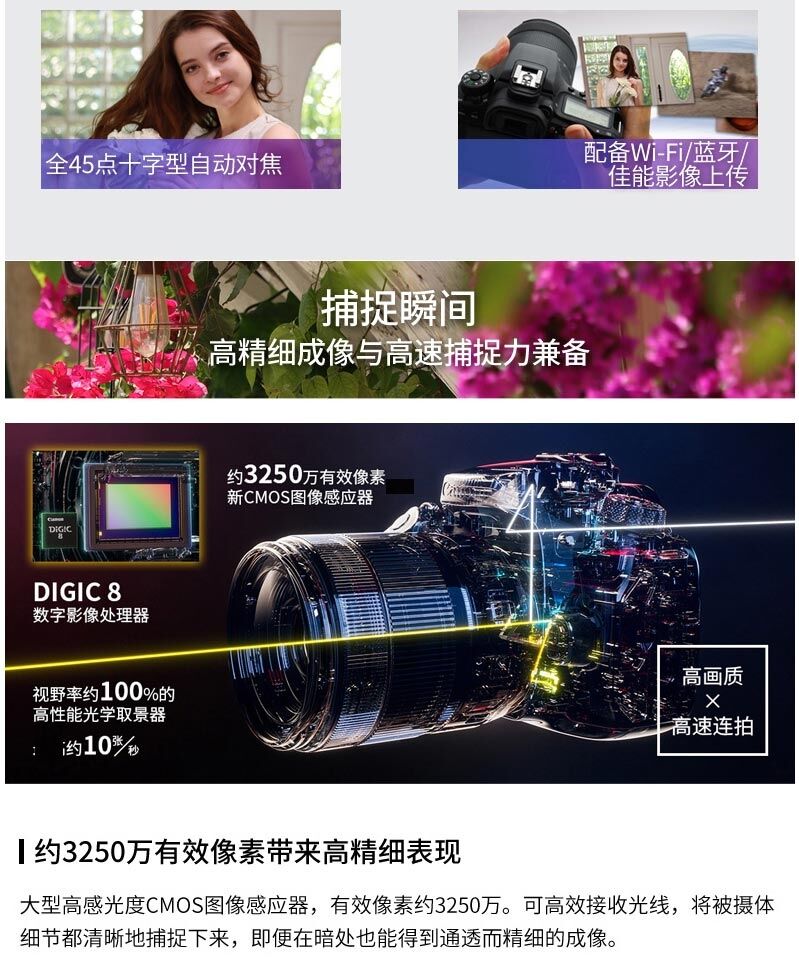 全45点十字型自动对焦
配备Wi-Fi/蓝牙/
佳能影像上传
捕捉瞬间
高精细成像与高速捕捉力兼备
约3250万有效像素
新CMOS图像感应器
Canon
DIGIC
8
DIGIC 8
数字影像处理器
视野率约100%的
高性能光学取景器
约10张/秒
高画质
×
高速连拍
约3250万有效像素带来高精细表现
大型高感光度CMOS图像感应器，有效像素约3250万。可高效接收光线，将被摄体
细节都清晰地捕捉下来，即便在暗处也能得到通透而精细的成像。